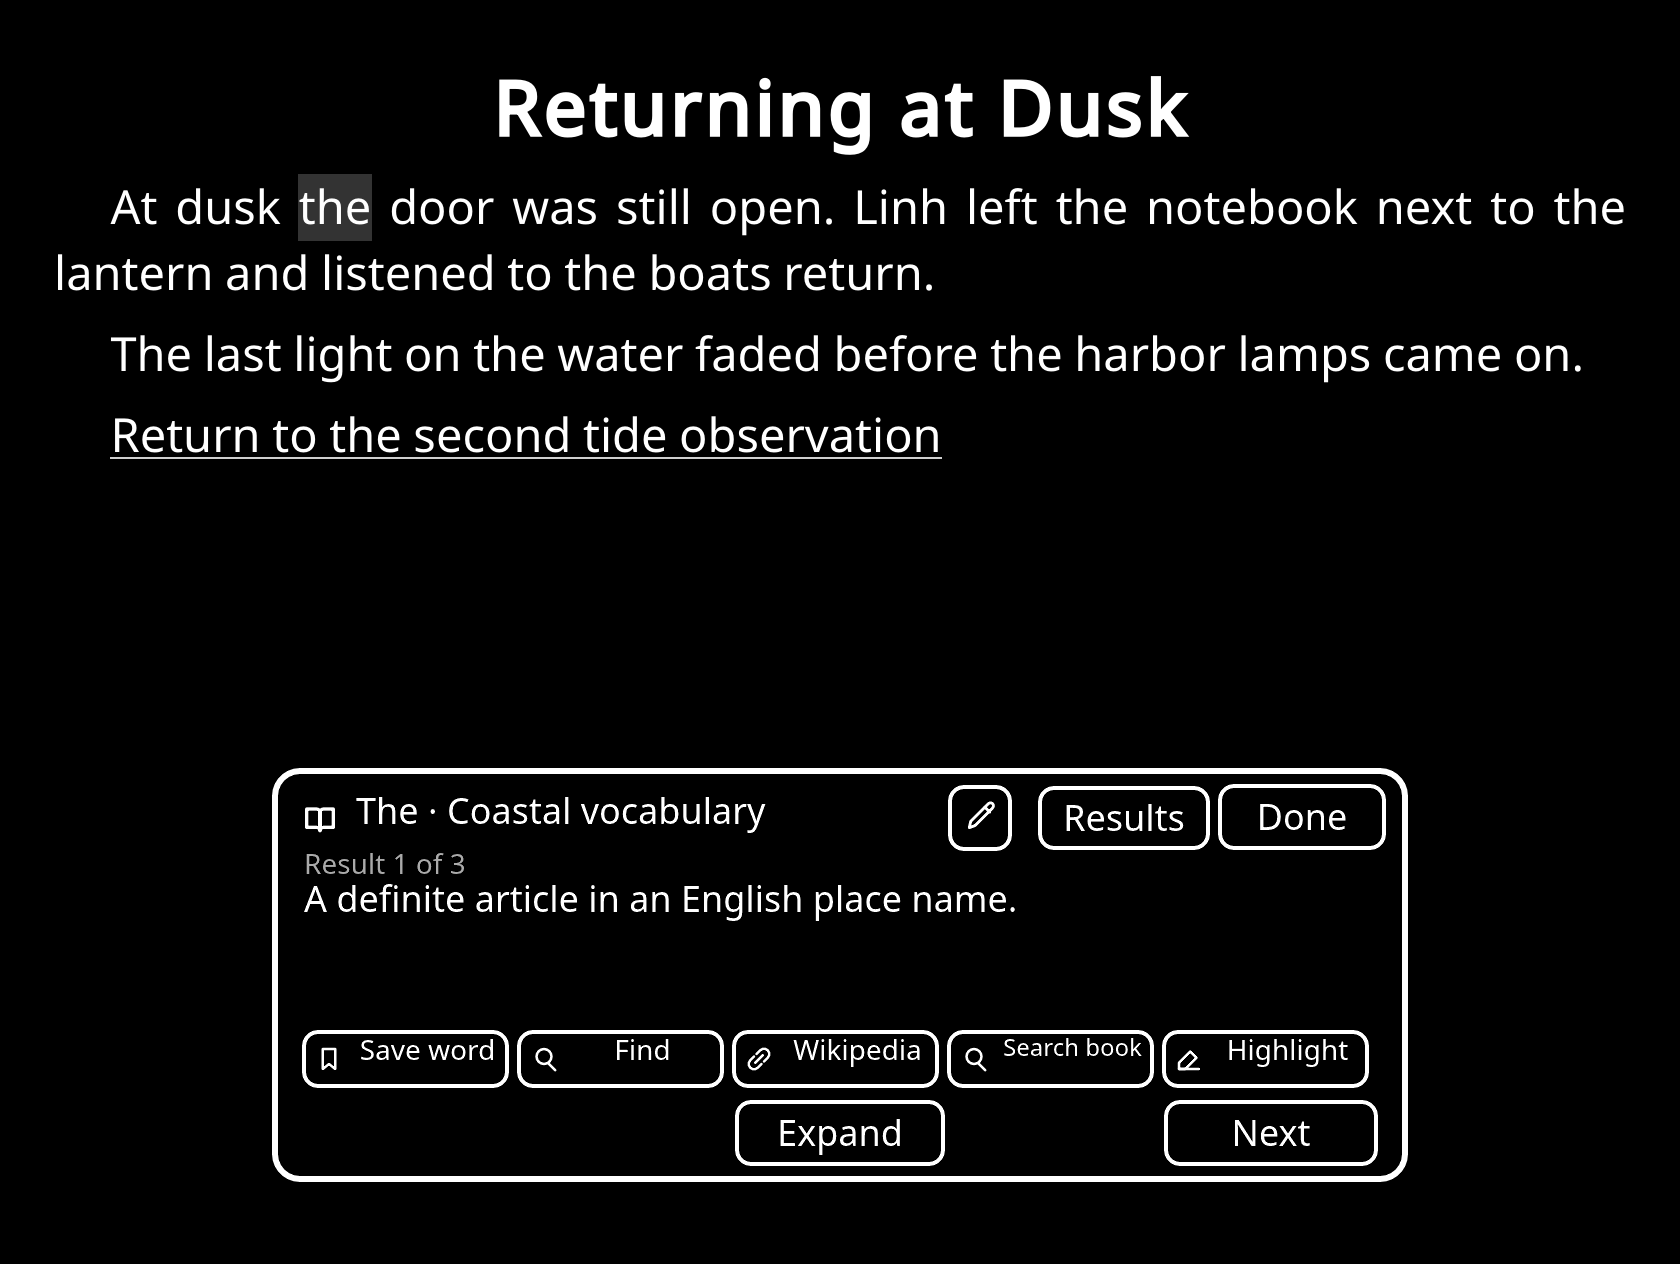 Returning at Dusk
At dusk the door was still open. Linh left the notebook next to the
lantern and listened to the boats return.
The last light on the water faded before the harbor lamps came on.
Return to the second tide observation
The · Coastal vocabulary
Results
Done
Result 1 of 3
A definite article in an English place name.
Save word
Find
Wikipedia
Search book
Highlight
Expand
Next